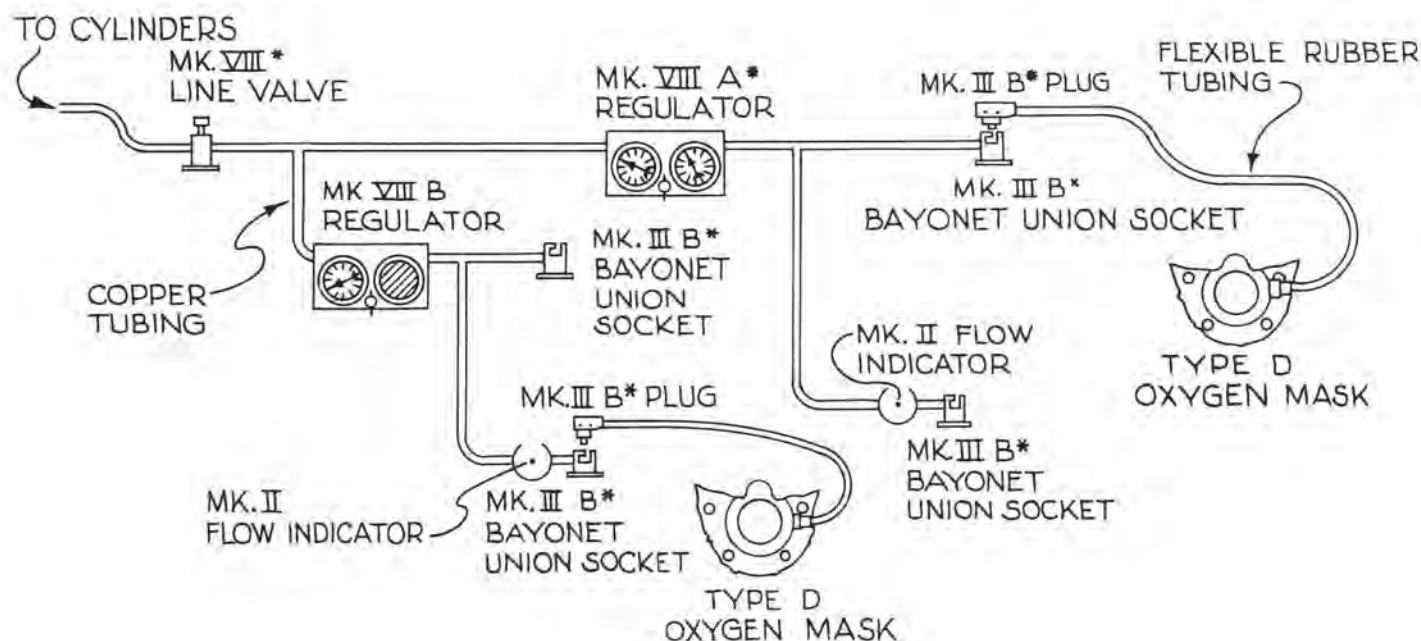 TO CYLINDERS
MK. VIII *
LINE VALVE
MK. VIII A*
REGULATOR
MK. III B* PLUG
FLEXIBLE RUBBER
TUBING
MK VIII B
REGULATOR
MK. III B*
BAYONET
UNION
SOCKET
MK. III B*
BAYONET UNION SOCKET
COPPER
TUBING
MK. II FLOW
INDICATOR
TYPE D
OXYGEN MASK
MK. III B* PLUG
MK. II
FLOW INDICATOR
MK. III B*
BAYONET
UNION SOCKET
MK. III B*
BAYONET
UNION SOCKET
TYPE D
OXYGEN MASK